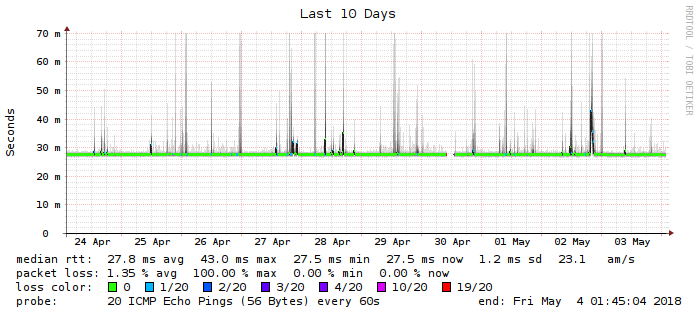 Last 10 Days
RRDTOOL / TOBI OETIKER
Seconds
70 m
60 m
50 m
40 m
30 m
20 m
10 m
0
24 Apr 25 Apr 26 Apr 27 Apr 28 Apr 29 Apr 30 Apr 01 May 02 May 03 May
median rtt: 27.8 ms avg 43.0 ms max 27.5 ms min 27.5 ms now 1.2 ms sd 23.1 am/s
packet loss: 1.35 % avg 100.00 % max 0.00 % min 0.00 % now
loss color: 0 1/20 2/20 3/20 4/20 10/20 19/20
probe: 20 ICMP Echo Pings (56 Bytes) every 60s end: Fri May 4 01:45:04 2018